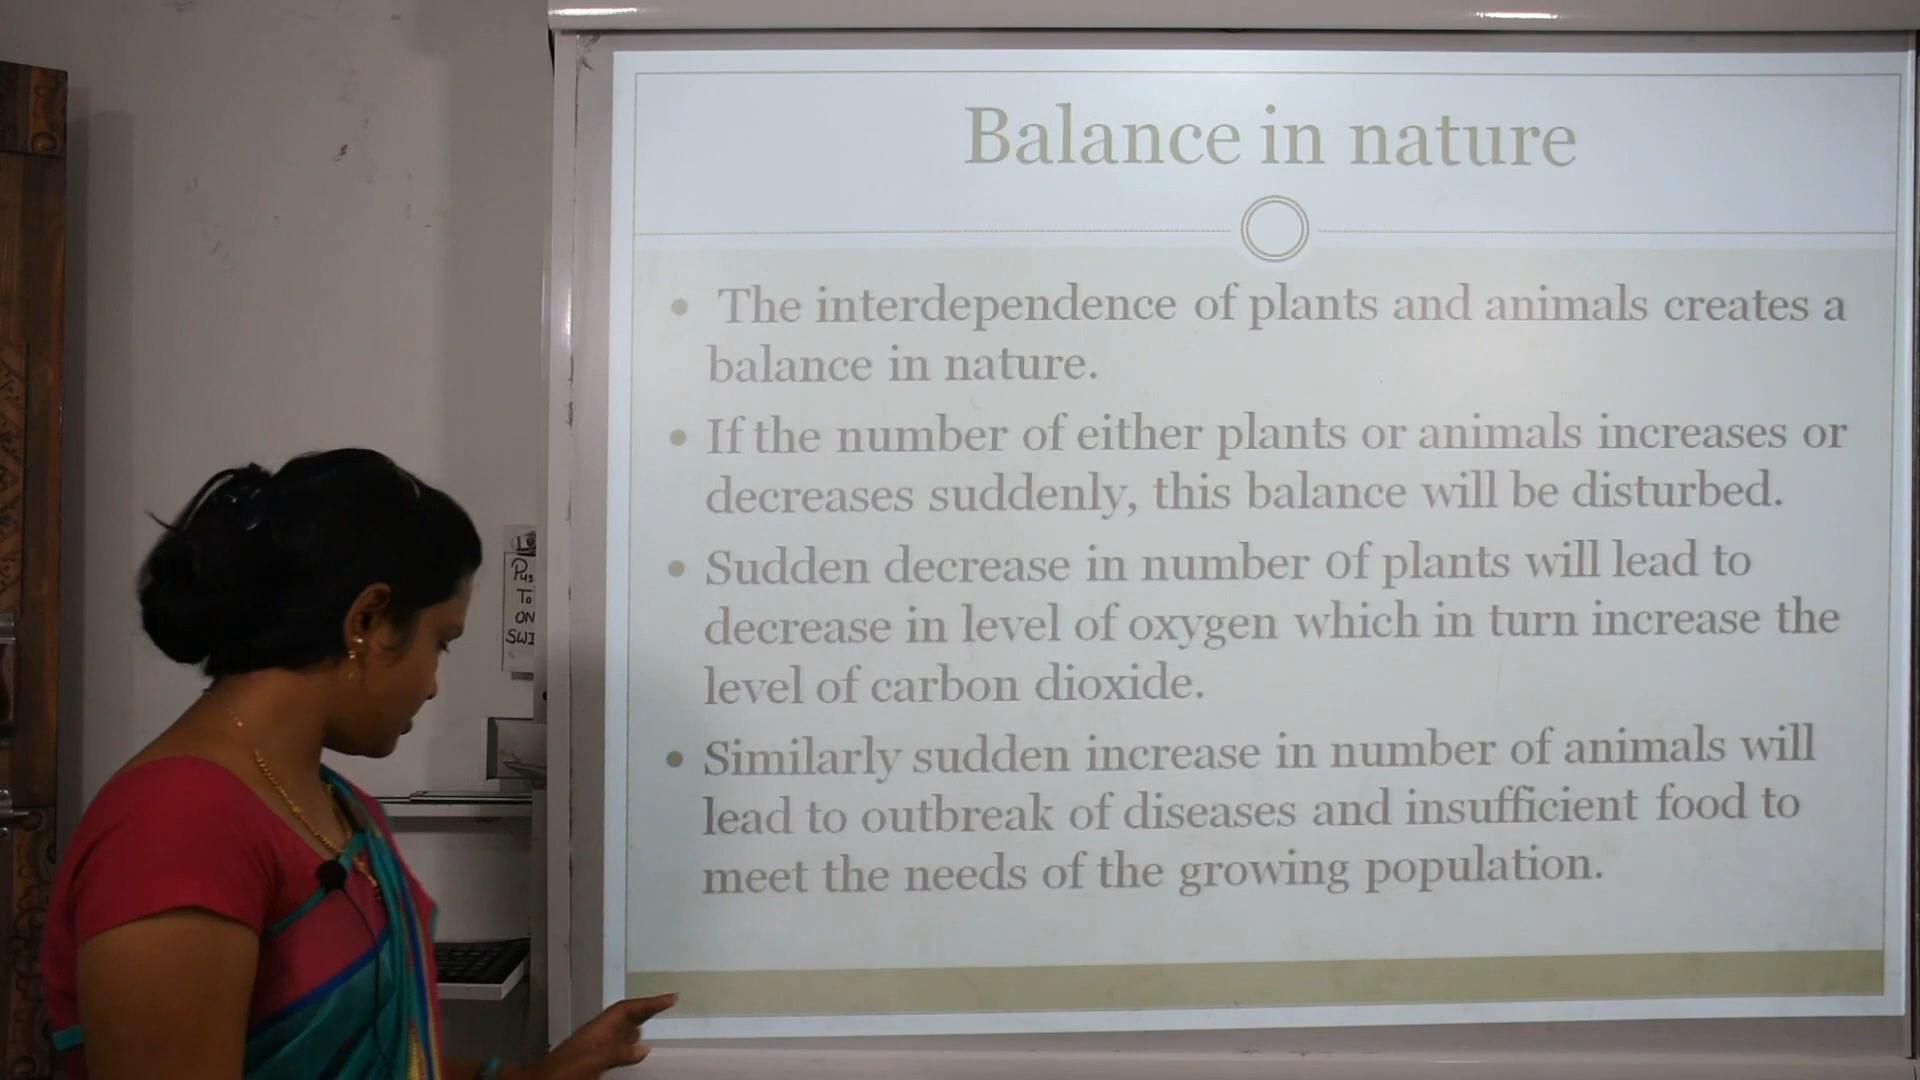 Balance in nature
• The interdependence of plants and animals creates a
balance in nature.
• If the number of either plants or animals increases or
decreases suddenly, this balance will be disturbed.
• Sudden decrease in number 0f plants will lead to
decrease in level of oxygen which in turn increase the
level of carbon dioxide.
• Similarly sudden increase in number of animals will
lead to outbreak of diseases and insufficient food to
meet the needs of the growing population.
To
ON